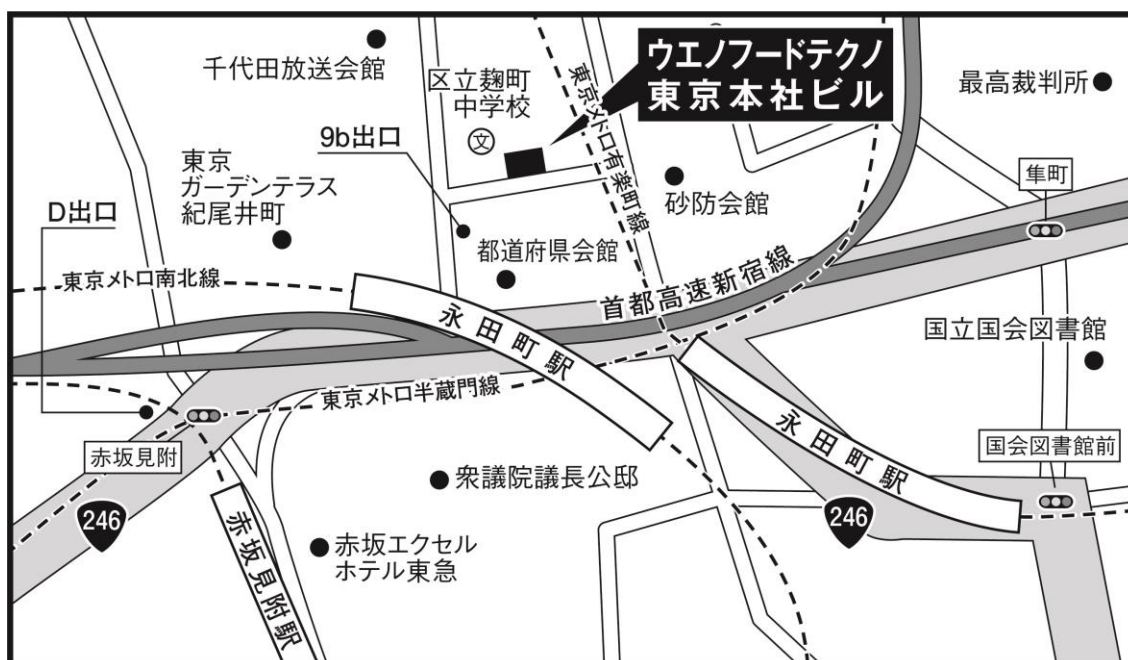 千代田放送会館
区立麹町
中学校
文
東京メトロ有楽町線
ウエノフードテクノ
東京本社ビル
最高裁判所
9b出口
東京
ガーデンテラス
紀尾井町
D出口
砂防会館
隼町
都道府県会館
東京メトロ南北線
首都高速新宿線
永田町駅
国立国会図書館
東京メトロ半蔵門線
永田町駅
赤坂見附
国会図書館前
衆議院議長公邸
246
246
赤坂エクセル
ホテル東急
赤坂見附駅